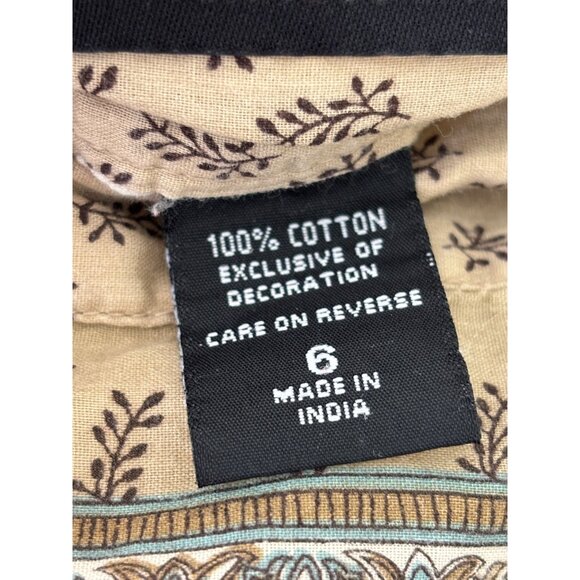 100% COTTON
EXCLUSIVE OF
DECORATION
CARE ON REVERSE
6
MADE IN
INDIA